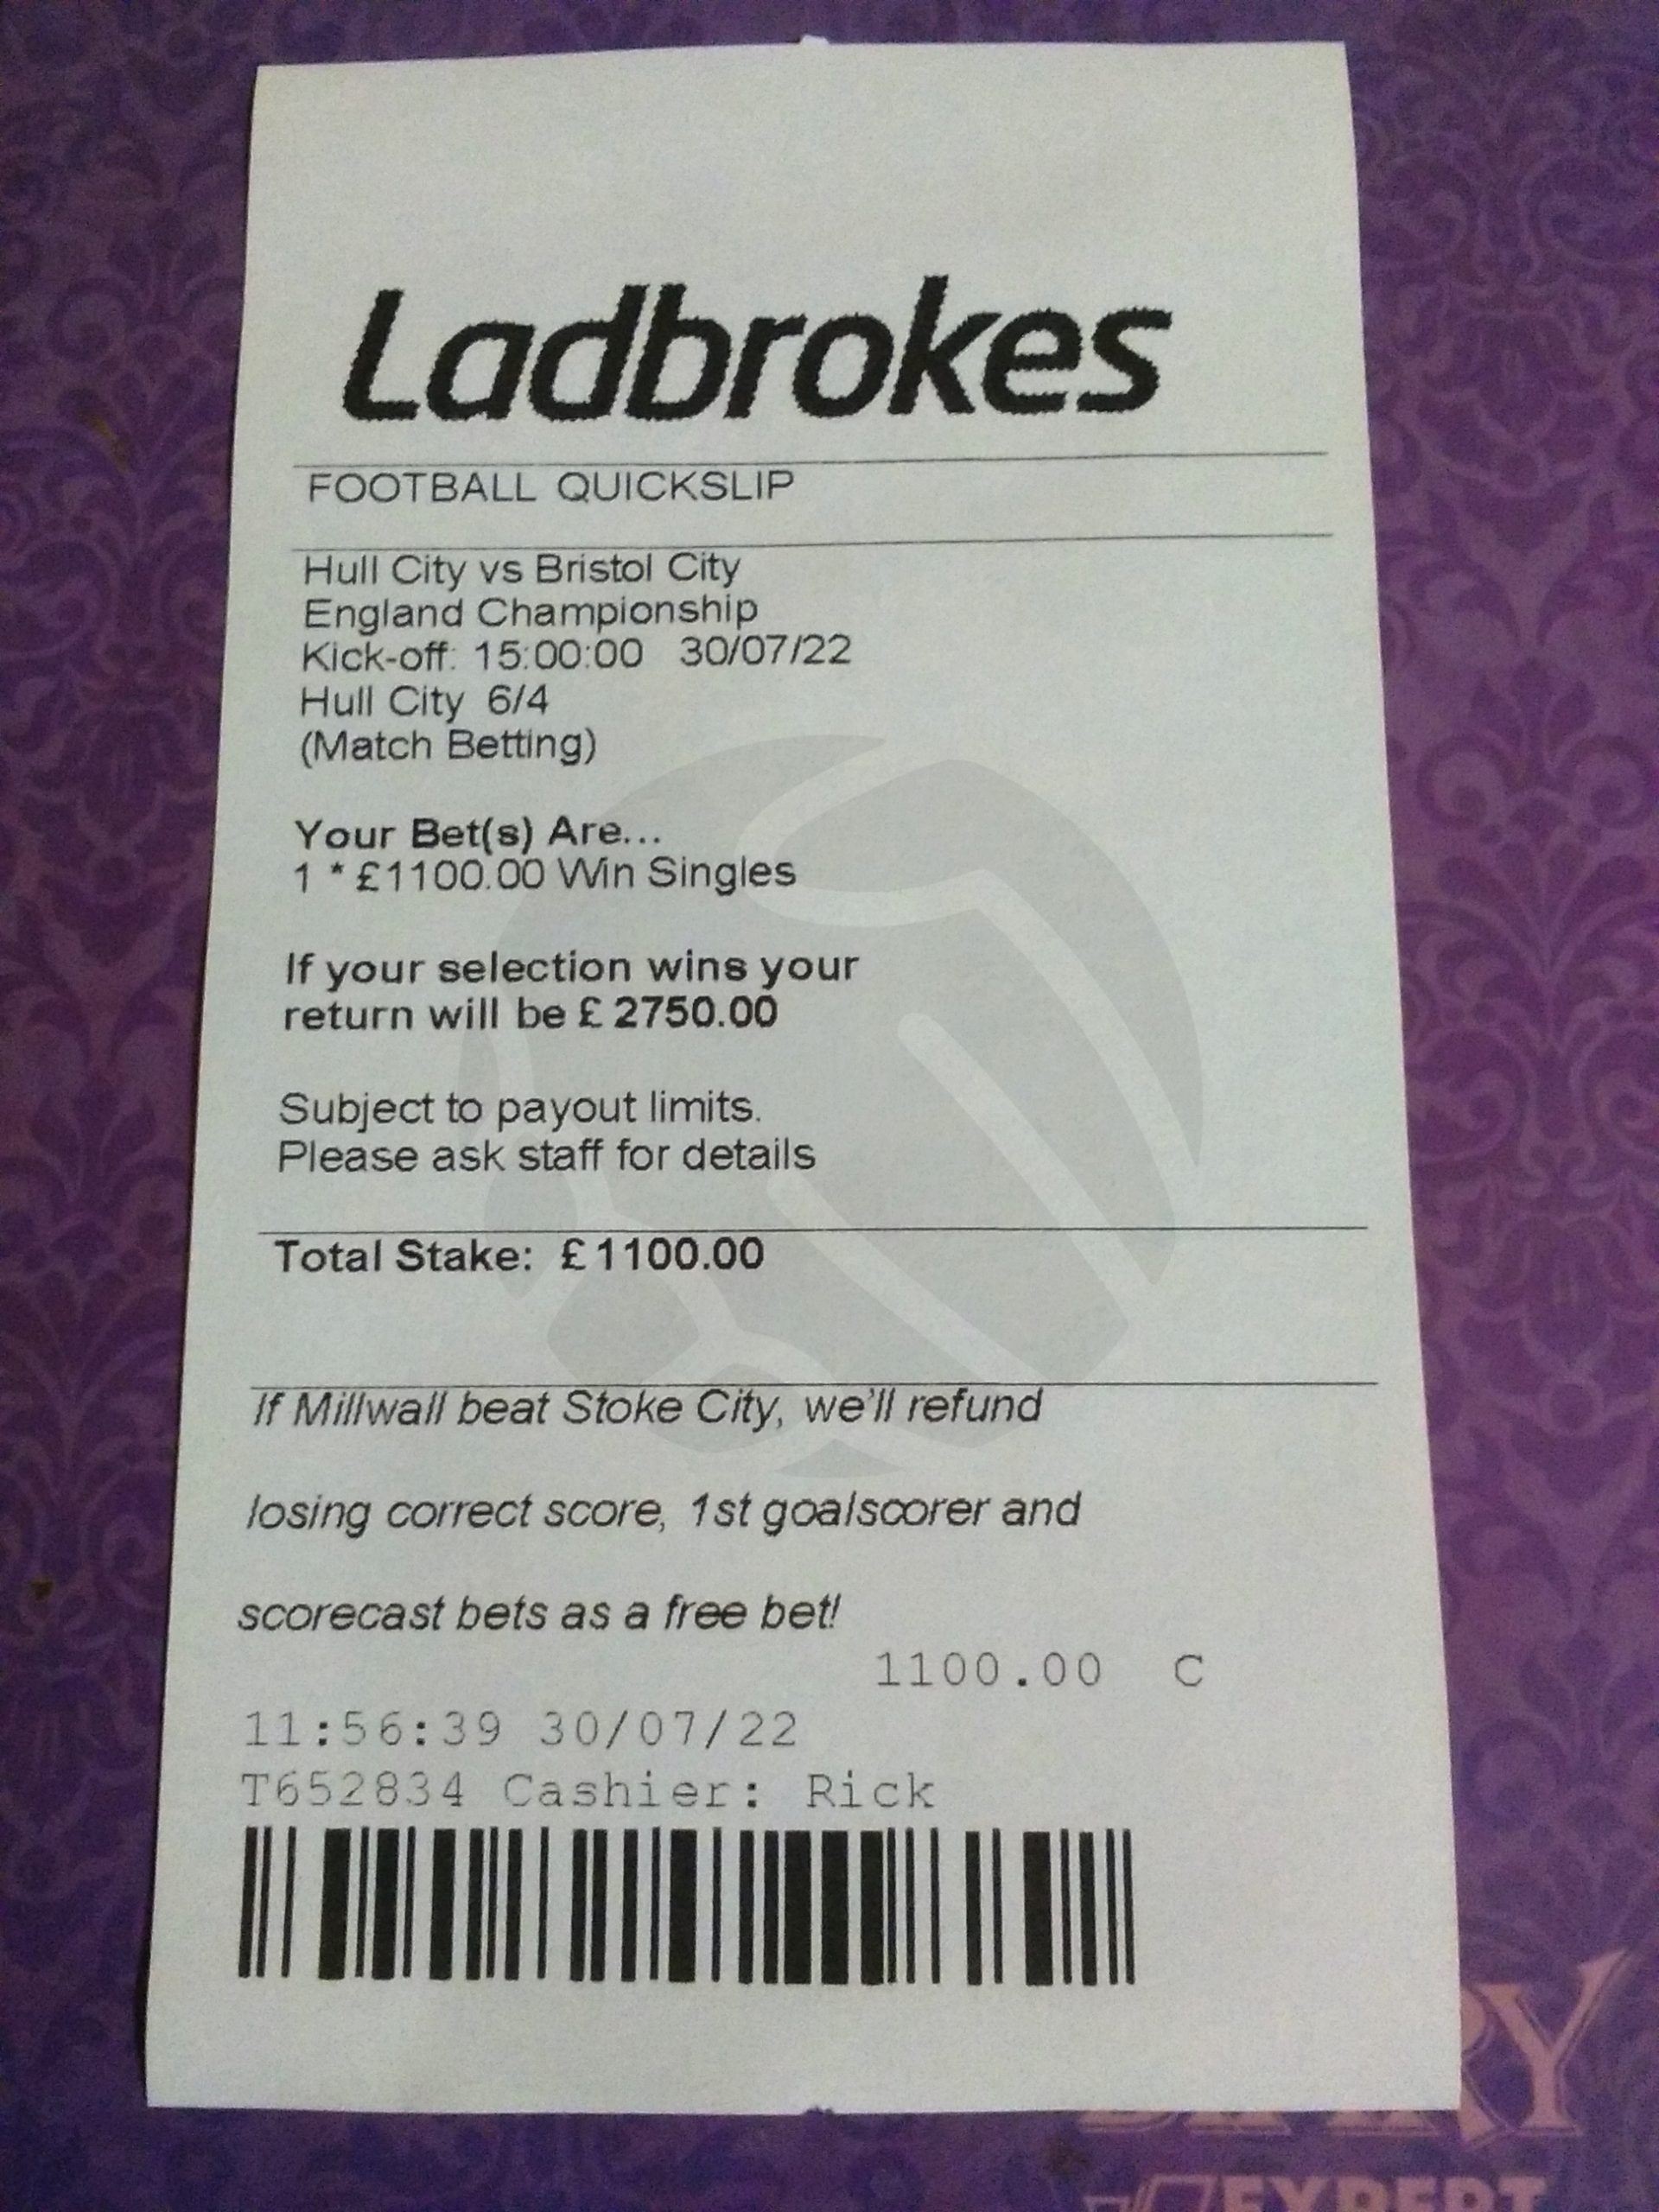 Ladbrokes
FOOTBALL QUICKSLIP
Hull City vs Bristol City
England Championship
Kick-off: 15:00:00 30/07/22
Hull City 6/4
(Match Betting)
Your Bet(s) Are...
1 * £1100.00 Win Singles
If your selection wins your
return will be £ 2750.00
Subject to payout limits.
Please ask staff for details
Total Stake: £1100.00
If Millwall beat Stoke City, we'll refund
losing correct score, 1st goalscorer and
scorecast bets as a free bet!
1100.00 C
11:56:39 30/07/22
T652834 Cashier: Rick